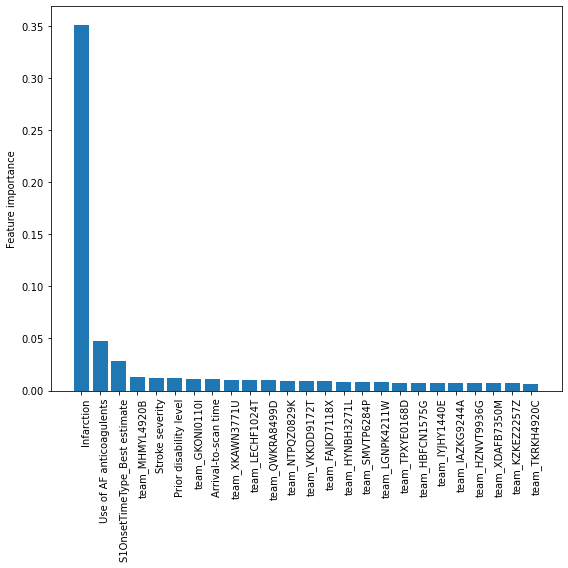 Feature importance
0.35
0.30
0.25
0.20
0.15
0.10
0.05
0.00
Infarction
Use of AF anticoagulents
S1OnsetTimeType_Best estimate
team_MHMYL4920B
Stroke severity
Prior disability level
team_GKONI0110I
Arrival-to-scan time
team_XKAWN3771U
team_LECHF1024T
team_QWKRA8499D
team_NTPQZ0829K
team_VKKDD9172T
team_FAJKD7118X
team_HYNBH3271L
team_SMVTP6284P
team_LGNPK4211W
team_TPXYE0168D
team_HBFCN1575G
team_IYJHY1440E
team_IAZKG9244A
team_HZNVT9936G
team_XDAFB7350M
team_KZKEZ2257Z
team_TKRKH4920C